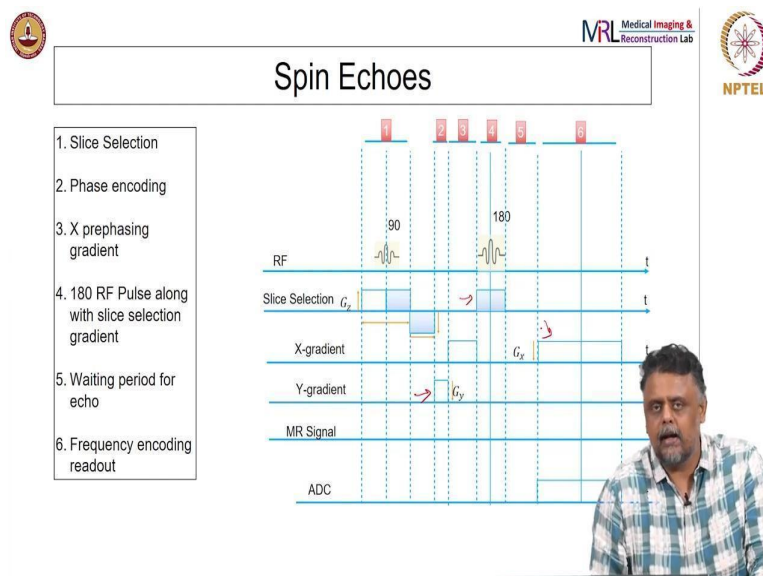 MIRL Medical Imaging &
Reconstruction Lab
NPTEL
Spin Echoes
1. Slice Selection
2. Phase encoding
3. X prephasing
gradient
4. 180 RF Pulse along
with slice selection
gradient
5. Waiting period for
echo
6. Frequency encoding
readout
1 2 3 4 5 6
90 180
RF t
Slice Selection G_z t
X-gradient G_x t
Y-gradient G_y
MR Signal
ADC